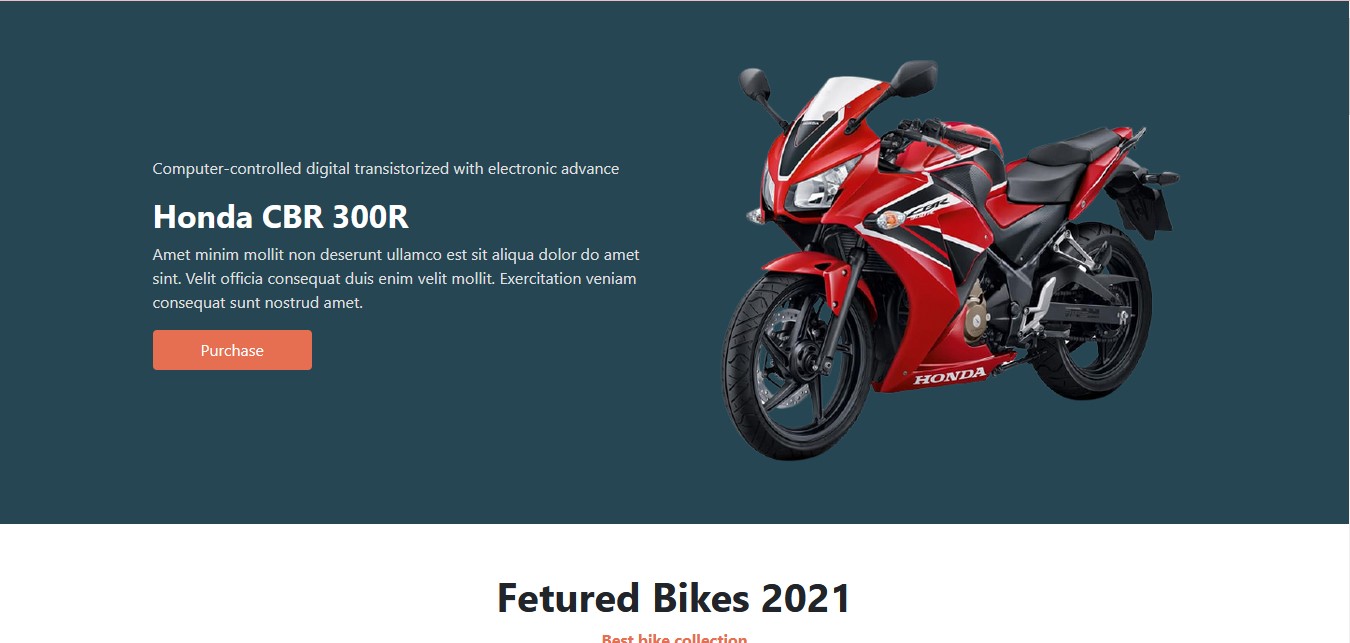 Computer-controlled digital transistorized with electronic advance
Honda CBR 300R
Amet minim mollit non deserunt ullamco est sit aliqua dolor do amet
sint. Velit officia consequat duis enim velit mollit. Exercitation veniam
consequat sunt nostrud amet.
Purchase
HONDA
CBR
HONDA
Fetured Bikes 2021
Best bike collection